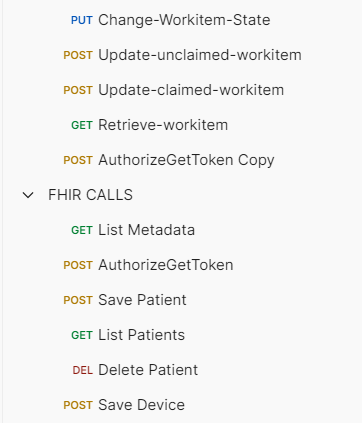 PUT Change-Workitem-State
POST Update-unclaimed-workitem
POST Update-claimed-workitem
GET Retrieve-workitem
POST AuthorizeGetToken Copy
FHIR CALLS
GET List Metadata
POST AuthorizeGetToken
POST Save Patient
GET List Patients
DEL Delete Patient
POST Save Device